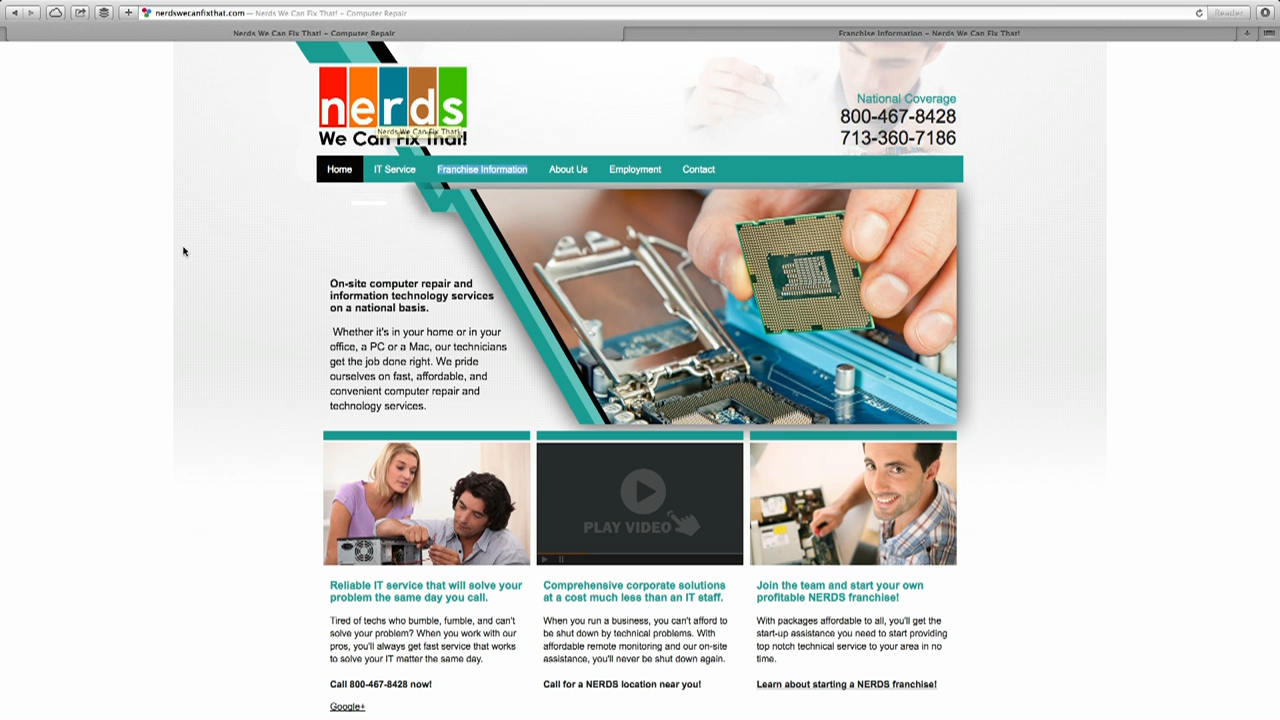 nerdswecanfixthat.com — Nerds We Can Fix That! – Computer Repair
Reader
Nerds We Can Fix That! – Computer Repair
Franchise Information – Nerds We Can Fix That!
nerds
We Can Fix That!
Nerds We Can Fix That!
National Coverage
800-467-8428
713-360-7186
Home IT Service Franchise Information About Us Employment Contact
On-site computer repair and
information technology services
on a national basis.
Whether it's in your home or in your
office, a PC or a Mac, our technicians
get the job done right. We pride
ourselves on fast, affordable, and
convenient computer repair and
technology services.
PLAY VIDEO
Reliable IT service that will solve your
problem the same day you call.
Tired of techs who bumble, fumble, and can't
solve your problem? When you work with our
pros, you'll always get fast service that works
to solve your IT matter the same day.
Call 800-467-8428 now!
Google+
Comprehensive corporate solutions
at a cost much less than an IT staff.
When you run a business, you can't afford to
be shut down by technical problems. With
affordable remote monitoring and our on-site
assistance, you'll never be shut down again.
Call for a NERDS location near you!
Join the team and start your own
profitable NERDS franchise!
With packages affordable to all, you'll get the
start-up assistance you need to start providing
top notch technical service to your area in no
time.
Learn about starting a NERDS franchise!